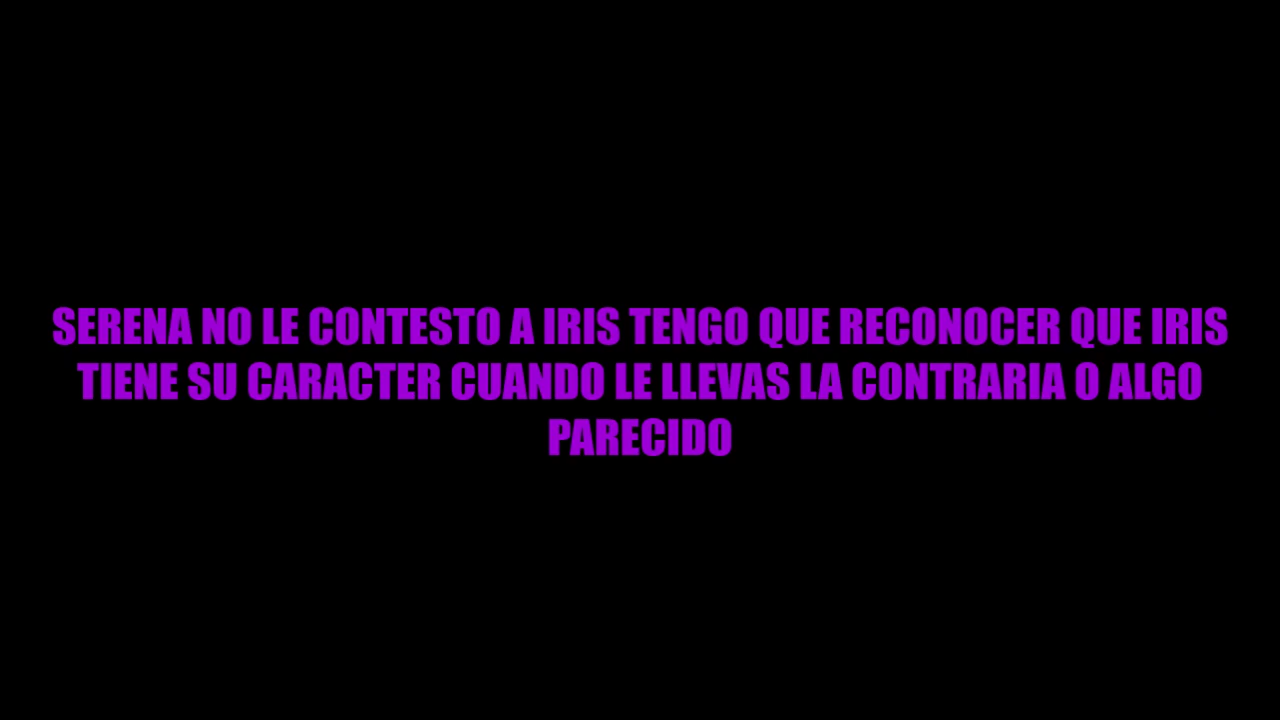 SERENA NO LE CONTESTO A IRIS TENGO QUE RECONOCER QUE IRIS
TIENE SU CARACTER CUANDO LE LLEVAS LA CONTRARIA O ALGO
PARECIDO